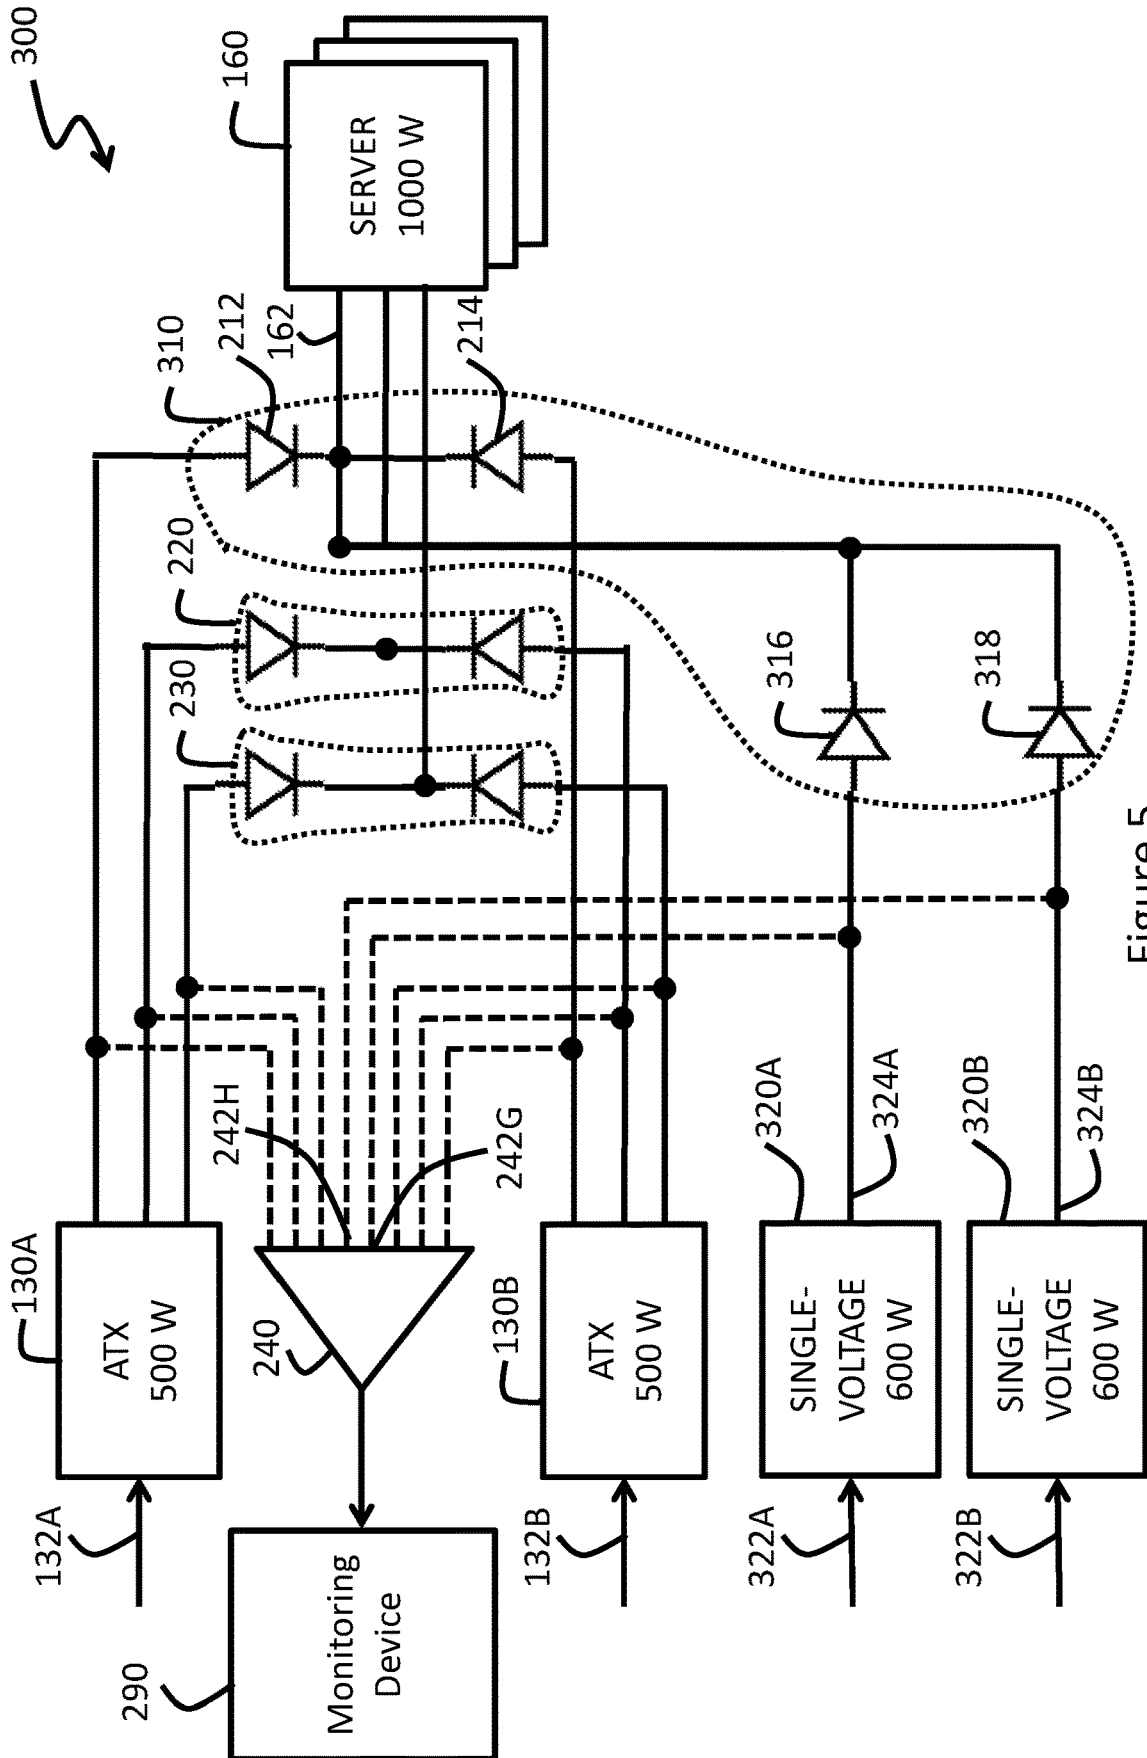 300
160
SERVER
1000 W
310
212
162
214
220
230
316
318
242H
242G
320A
324A
320B
324B
130A
ATX
500 W
240
130B
ATX
500 W
SINGLE-
VOLTAGE
600 W
SINGLE-
VOLTAGE
600 W
132A
132B
322A
322B
290
Monitoring
Device
Figure 5